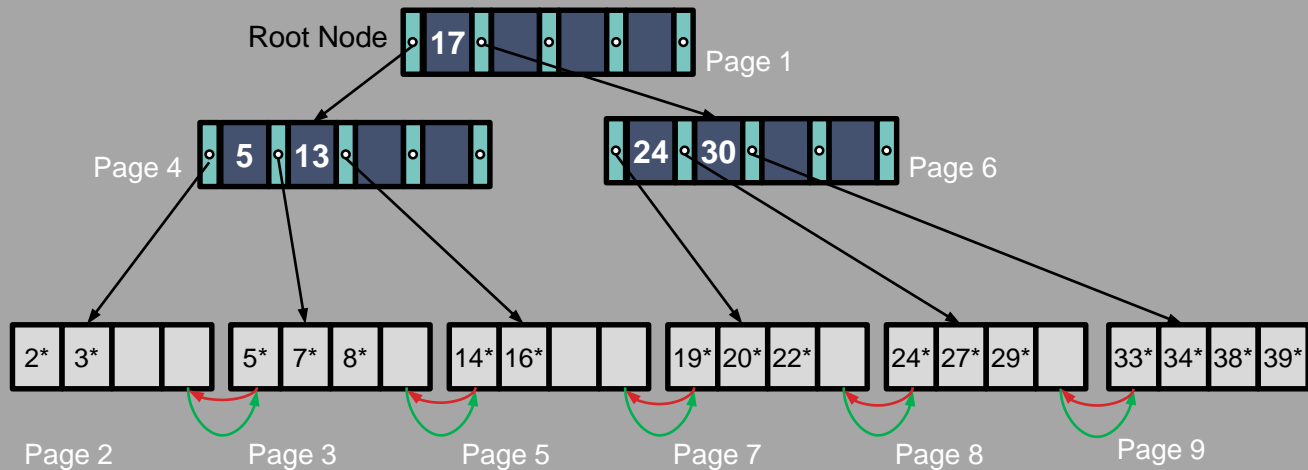 Root Node
17
Page 1
Page 4
5 13
24 30
Page 6
2* 3*
5* 7* 8*
14* 16*
19* 20* 22*
24* 27* 29*
33* 34* 38* 39*
Page 2
Page 3
Page 5
Page 7
Page 8
Page 9